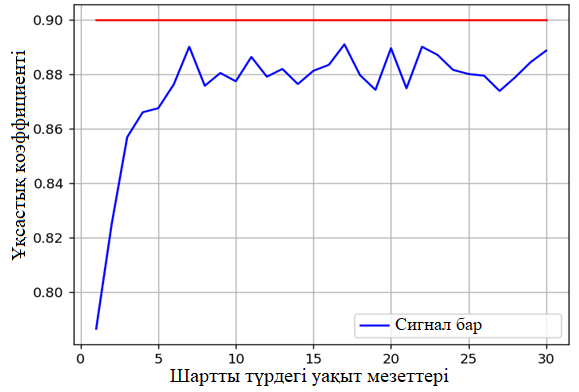 Ұқсастық коэффициенті
0.90
0.88
0.86
0.84
0.82
0.80
0 5 10 15 20 25 30
Сигнал бар
Шартты түрдегі уақыт мезеттері